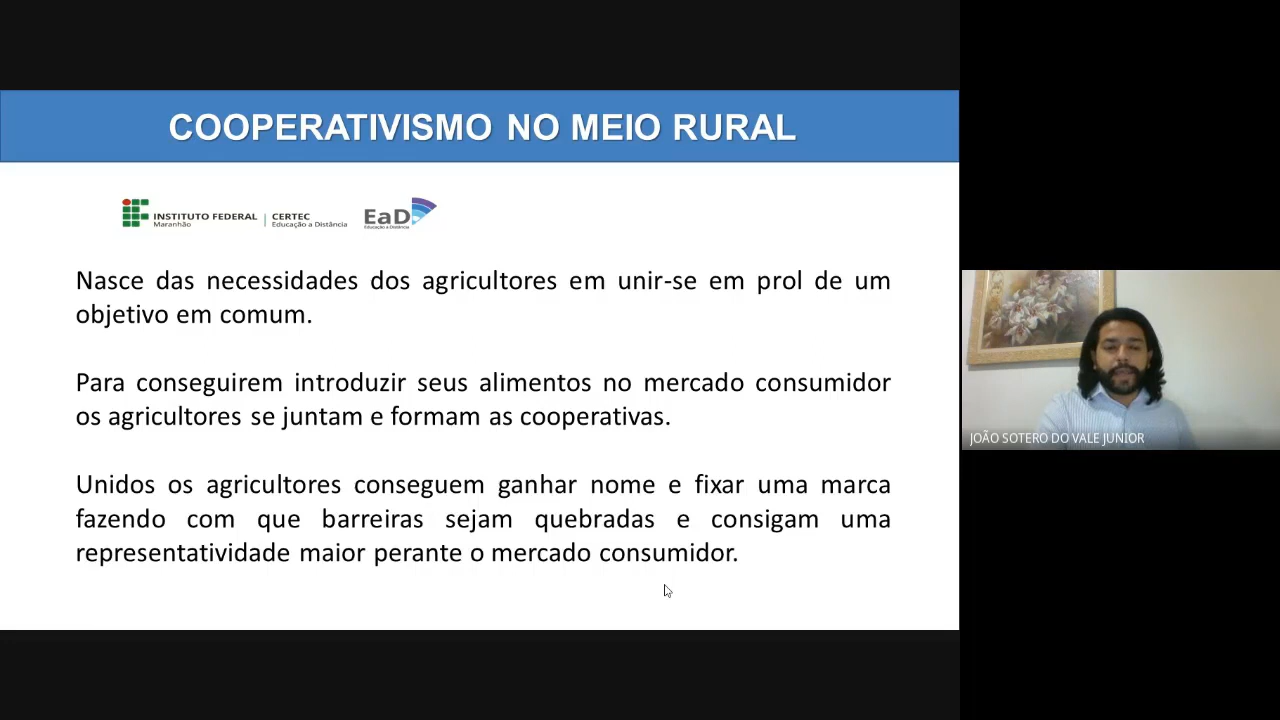 COOPERATIVISMO NO MEIO RURAL
INSTITUTO FEDERAL
Maranhão
CERTEC
Educação a Distância
EaD
Educação a Distância
Nasce das necessidades dos agricultores em unir-se em prol de um
objetivo em comum.
Para conseguirem introduzir seus alimentos no mercado consumidor
os agricultores se juntam e formam as cooperativas.
Unidos os agricultores conseguem ganhar nome e fixar uma marca
fazendo com que barreiras sejam quebradas e consigam uma
representatividade maior perante o mercado consumidor.
JOÃO SOTERO DO VALE JUNIOR